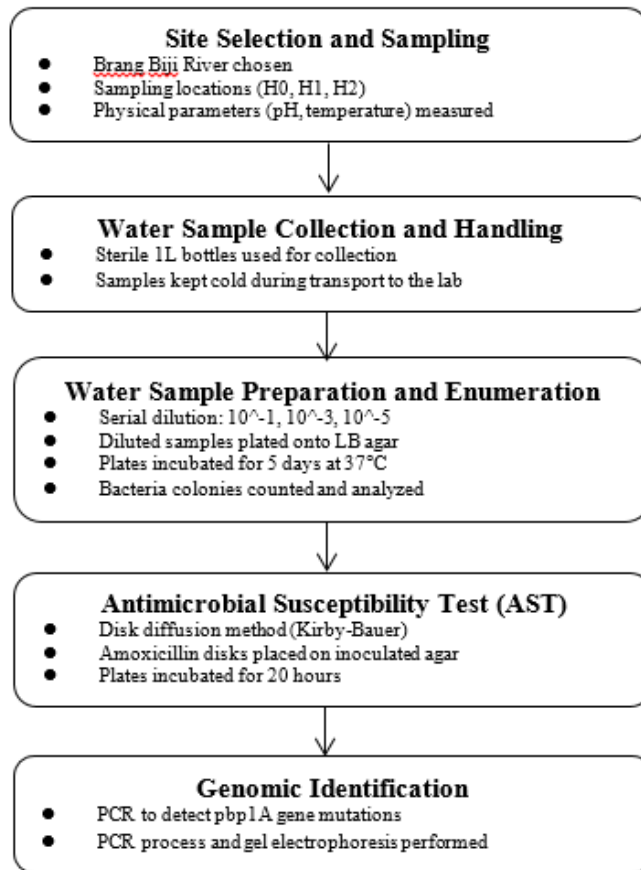 Site Selection and Sampling
● Brang Biji River chosen
● Sampling locations (H0, H1, H2)
● Physical parameters (pH, temperature) measured
Water Sample Collection and Handling
● Sterile 1L bottles used for collection
● Samples kept cold during transport to the lab
Water Sample Preparation and Enumeration
● Serial dilution: 10^-1, 10^-3, 10^-5
● Diluted samples plated onto LB agar
● Plates incubated for 5 days at 37°C
● Bacteria colonies counted and analyzed
Antimicrobial Susceptibility Test (AST)
● Disk diffusion method (Kirby-Bauer)
● Amoxicillin disks placed on inoculated agar
● Plates incubated for 20 hours
Genomic Identification
● PCR to detect pbp1A gene mutations
● PCR process and gel electrophoresis performed